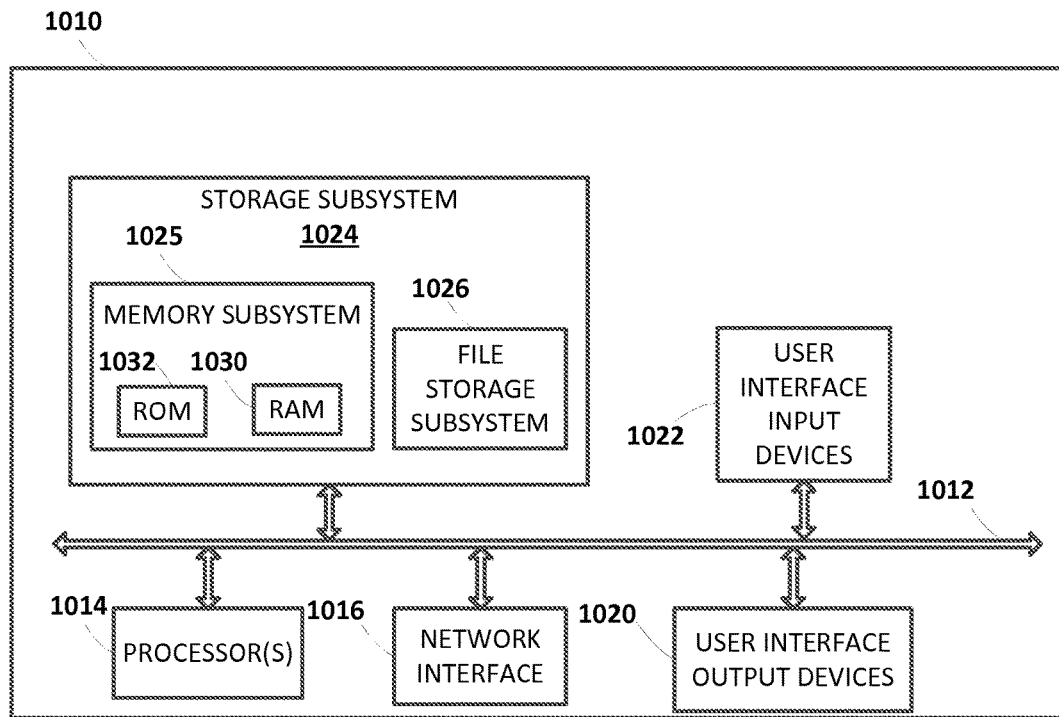 1010
STORAGE SUBSYSTEM
1024
1025
MEMORY SUBSYSTEM
1032
ROM
1030
RAM
1026
FILE
STORAGE
SUBSYSTEM
USER
INTERFACE
INPUT
DEVICES
1022
1012
1014
PROCESSOR(S)
1016
NETWORK
INTERFACE
1020
USER INTERFACE
OUTPUT DEVICES